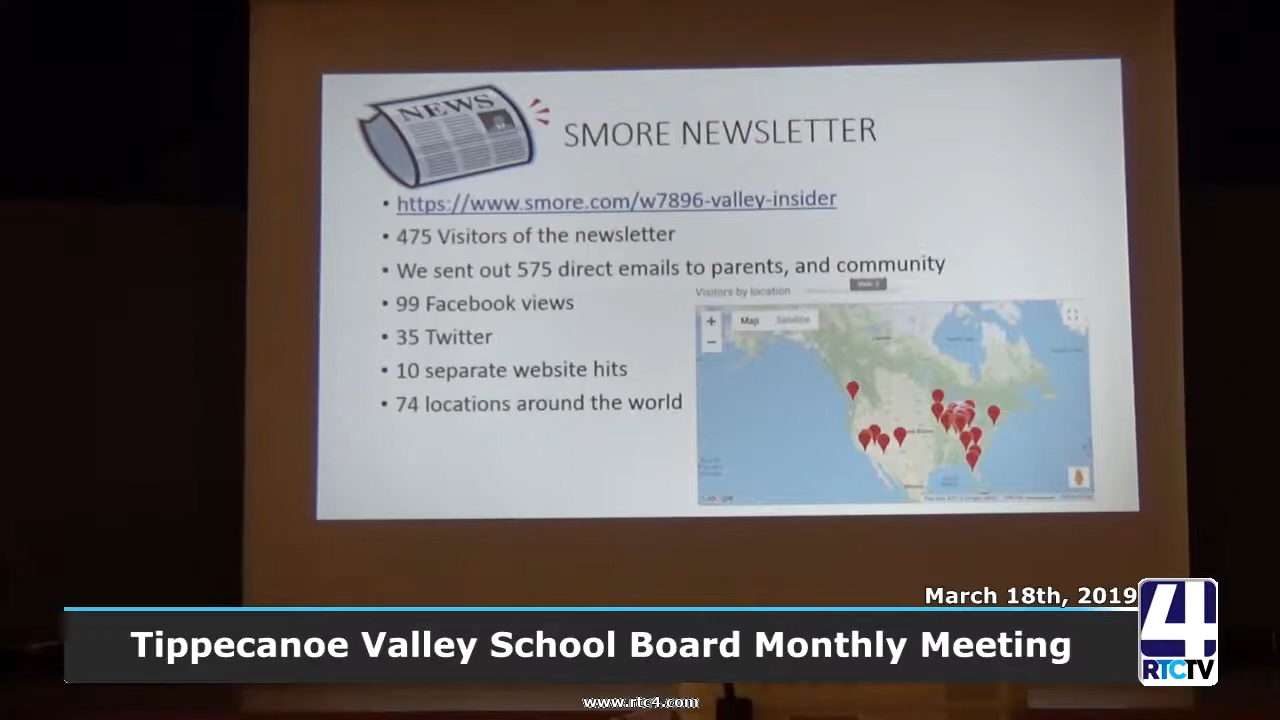 NEWS
SMORE NEWSLETTER
• https://www.smore.com/w7896-valley-insider
• 475 Visitors of the newsletter
• We sent out 575 direct emails to parents, and community
• 99 Facebook views
• 35 Twitter
• 10 separate website hits
• 74 locations around the world
Visitors by location
+
Map Satellite
−
March 18th, 2019
Tippecanoe Valley School Board Monthly Meeting
4
RTCTV
www.rtc4.com